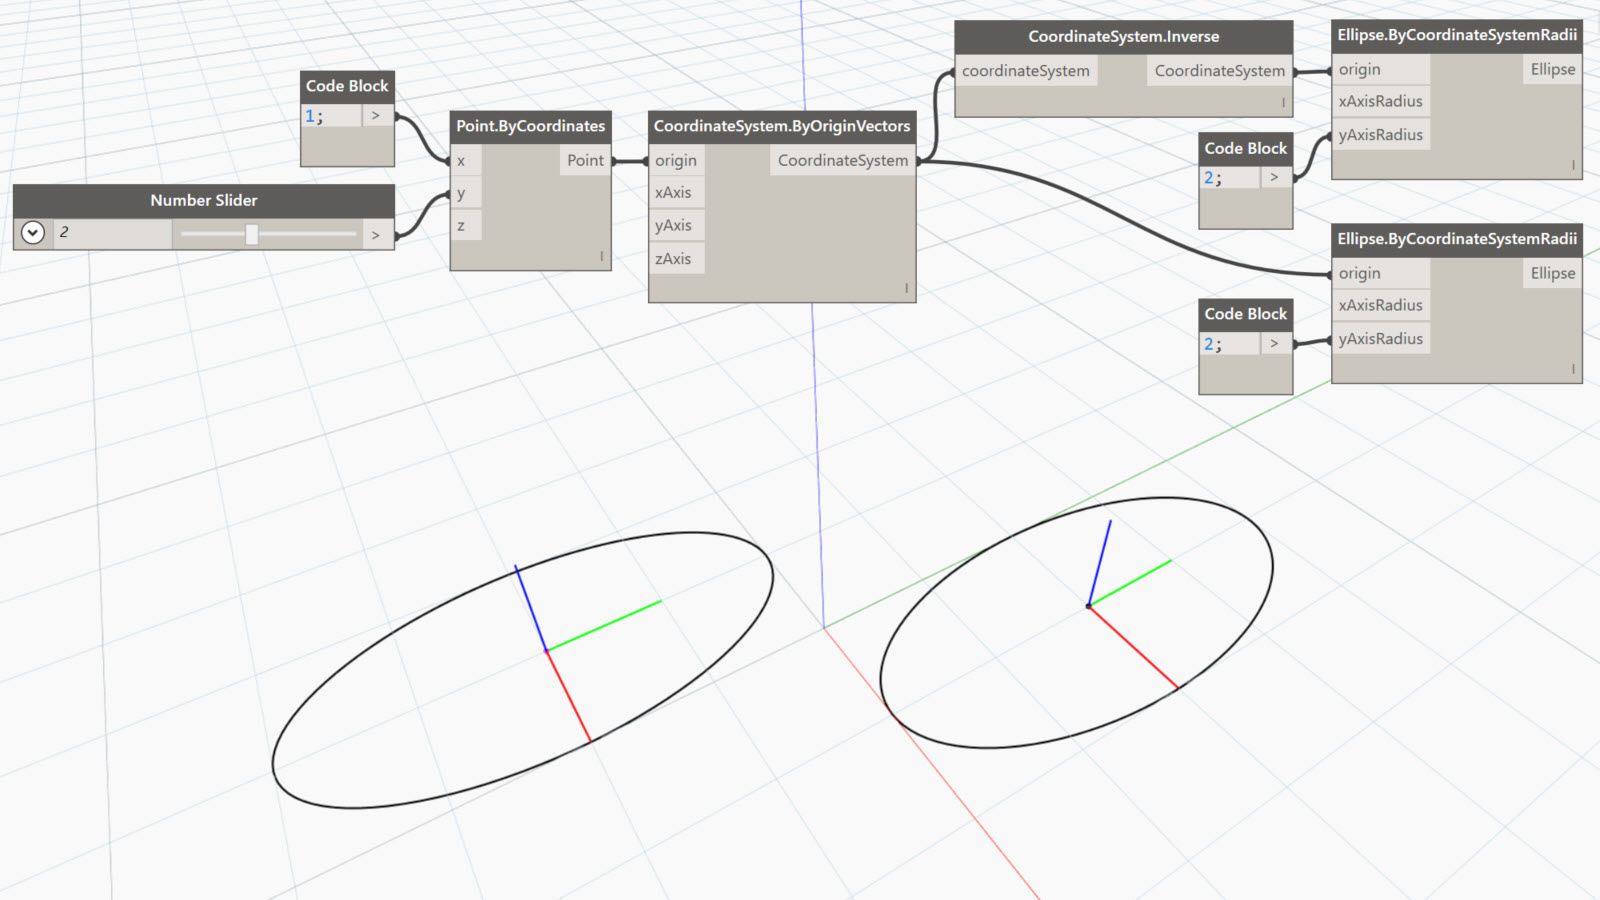 Code Block
1; >
Number Slider
2 >
Point.ByCoordinates
x Point
y
z
CoordinateSystem.ByOriginVectors
origin CoordinateSystem
xAxis
yAxis
zAxis
CoordinateSystem.Inverse
coordinateSystem CoordinateSystem
Code Block
2; >
Ellipse.ByCoordinateSystemRadii
origin Ellipse
xAxisRadius
yAxisRadius
Code Block
2; >
Ellipse.ByCoordinateSystemRadii
origin Ellipse
xAxisRadius
yAxisRadius